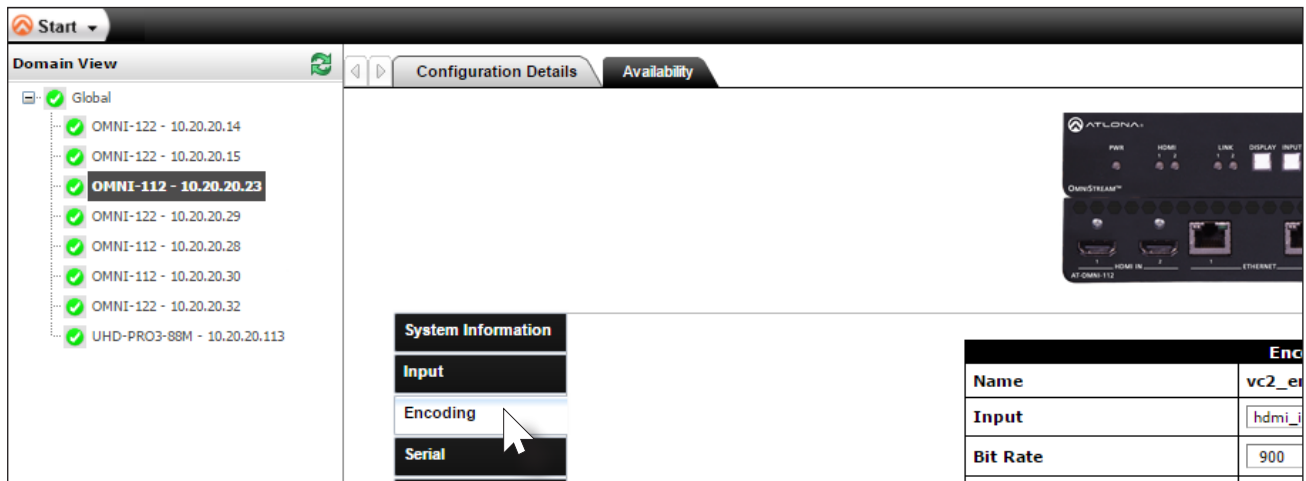 Start
Domain View
Configuration Details
Availability
Global
OMNI-122 - 10.20.20.14
OMNI-122 - 10.20.20.15
OMNI-112 - 10.20.20.23
OMNI-122 - 10.20.20.29
OMNI-112 - 10.20.20.28
OMNI-112 - 10.20.20.30
OMNI-122 - 10.20.20.32
UHD-PRO3-88M - 10.20.20.113
ATLONA.
PWR HDMI LINK DISPLAY INPUT
1 2 1 2
OMNISTREAM™
1 HDMI IN 2 1 ETHERNET
AT-OMNI-112
System Information
Input
Encoding
Serial
Enc
Name vc2_e
Input hdmi_i
Bit Rate 900